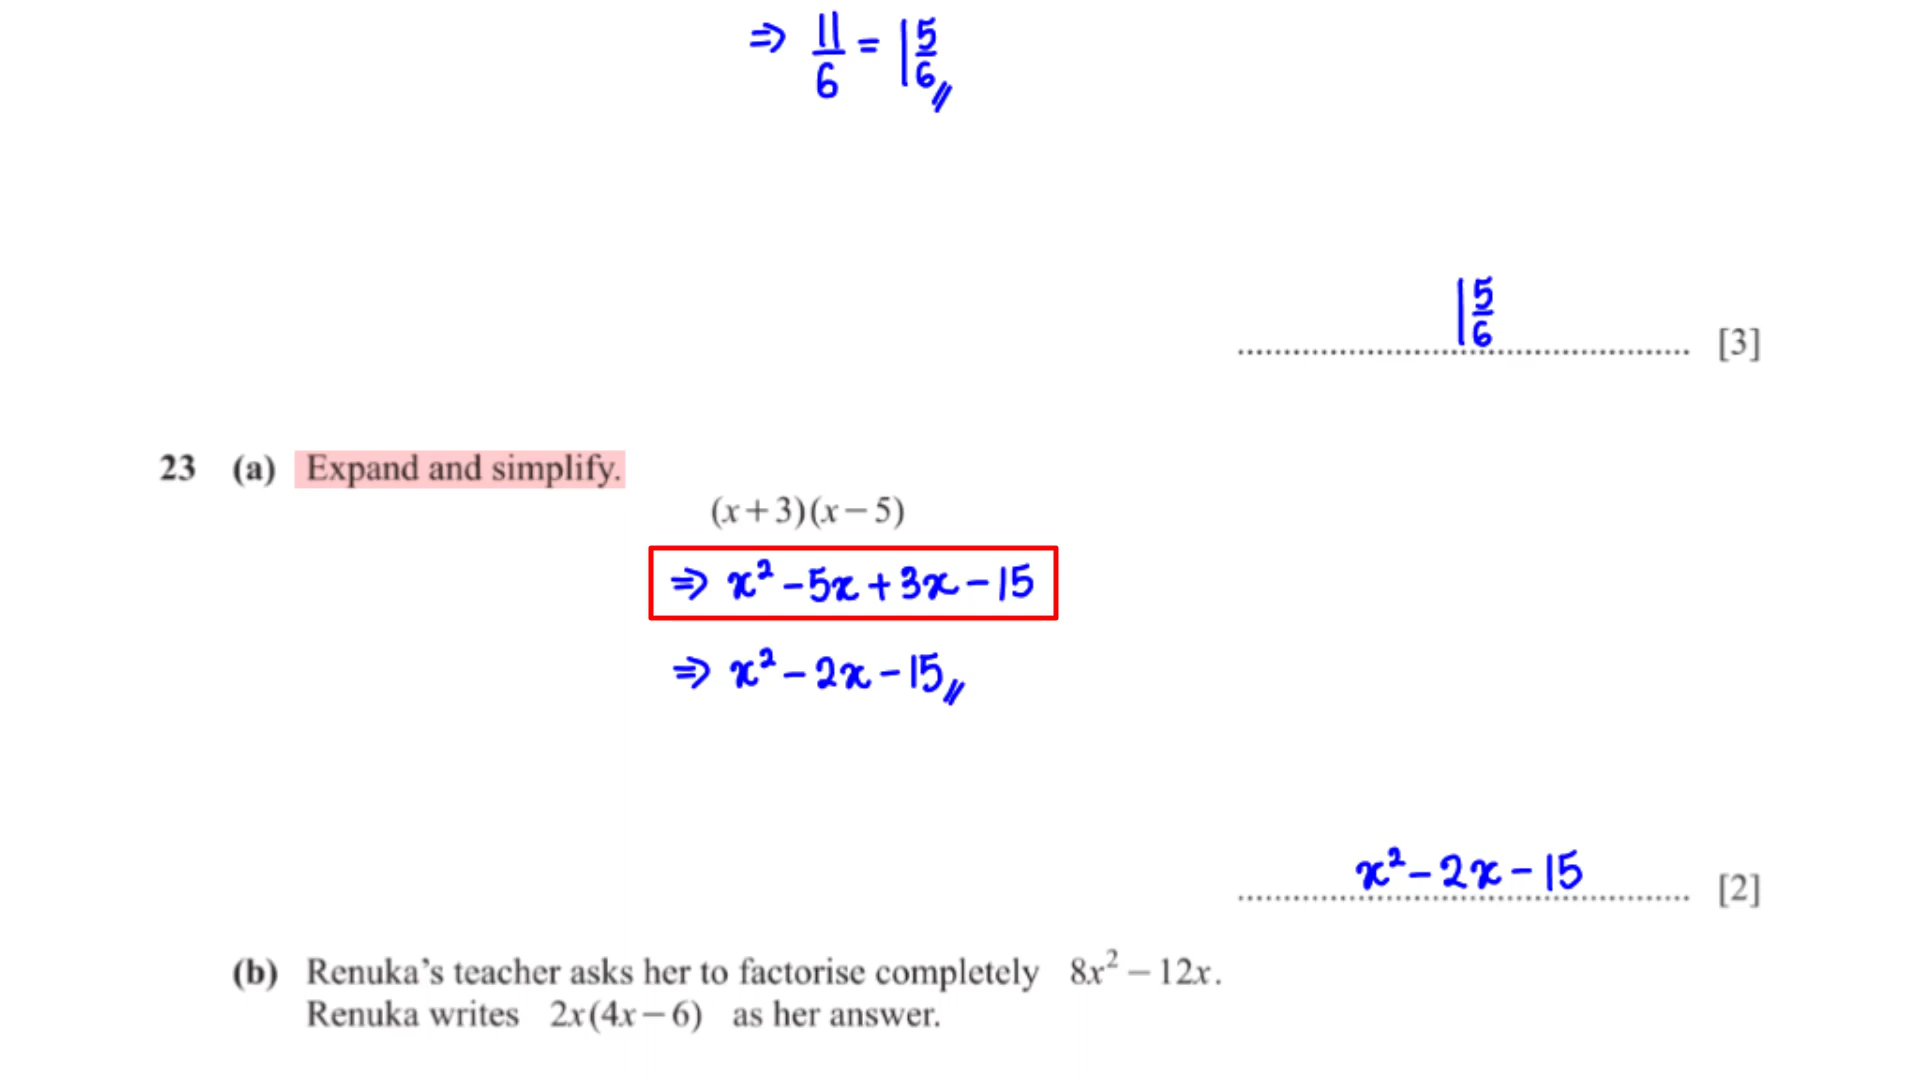 ⇒ 11/6 = 1 5/6 //
1 5/6
.................................................. [3]
23 (a) Expand and simplify.
(x+3)(x−5)
⇒ x² − 5x + 3x − 15
⇒ x² − 2x − 15 //
x² − 2x − 15
.................................................. [2]
(b) Renuka’s teacher asks her to factorise completely 8x² − 12x.
Renuka writes 2x(4x−6) as her answer.